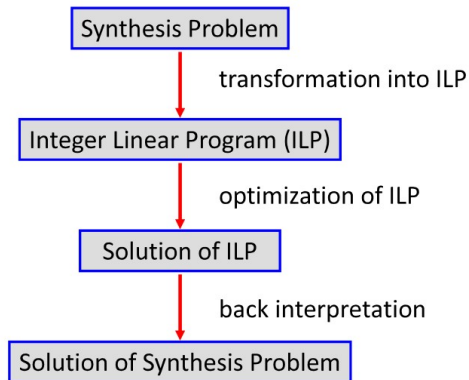 Synthesis Problem
transformation into ILP
Integer Linear Program (ILP)
optimization of ILP
Solution of ILP
back interpretation
Solution of Synthesis Problem